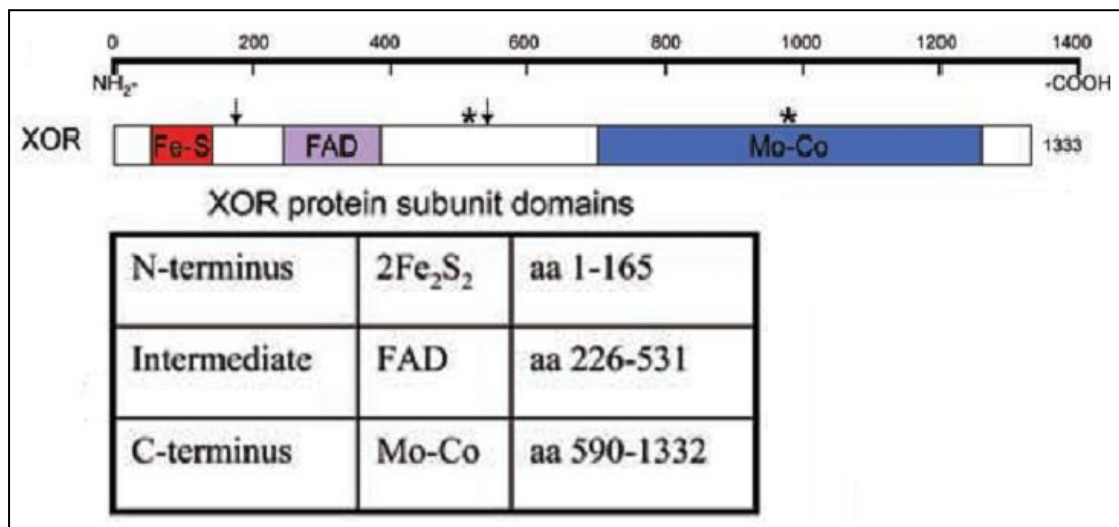 0 200 400 600 800 1000 1200 1400
NH₂- -COOH
* *
XOR Fe-S FAD Mo-Co 1333
XOR protein subunit domains
N-terminus 2Fe₂S₂ aa 1-165
Intermediate FAD aa 226-531
C-terminus Mo-Co aa 590-1332